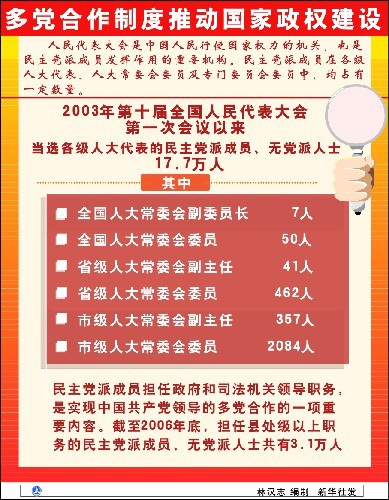 多党合作制度推动国家政权建设
人民代表大会是中国人民行使国家权力的机关，也是
民主党派成员发挥作用的重要机构。民主党派成员在各级
人大代表、人大常委会委员及专门委员会委员中，均占有
一定数量。
2003年第十届全国人民代表大会
第一次会议以来
当选各级人大代表的民主党派成员、无党派人士
17.7万人
其中
全国人大常委会副委员长 7人
全国人大常委会委员 50人
省级人大常委会副主任 41人
省级人大常委会委员 462人
市级人大常委会副主任 357人
市级人大常委会委员 2084人
民主党派成员担任政府和司法机关领导职务，
是实现中国共产党领导的多党合作的一项重
要内容。截至2006年底，担任县处级以上职
务的民主党派成员、无党派人士共有3.1万人
林汉志 编制 新华社发